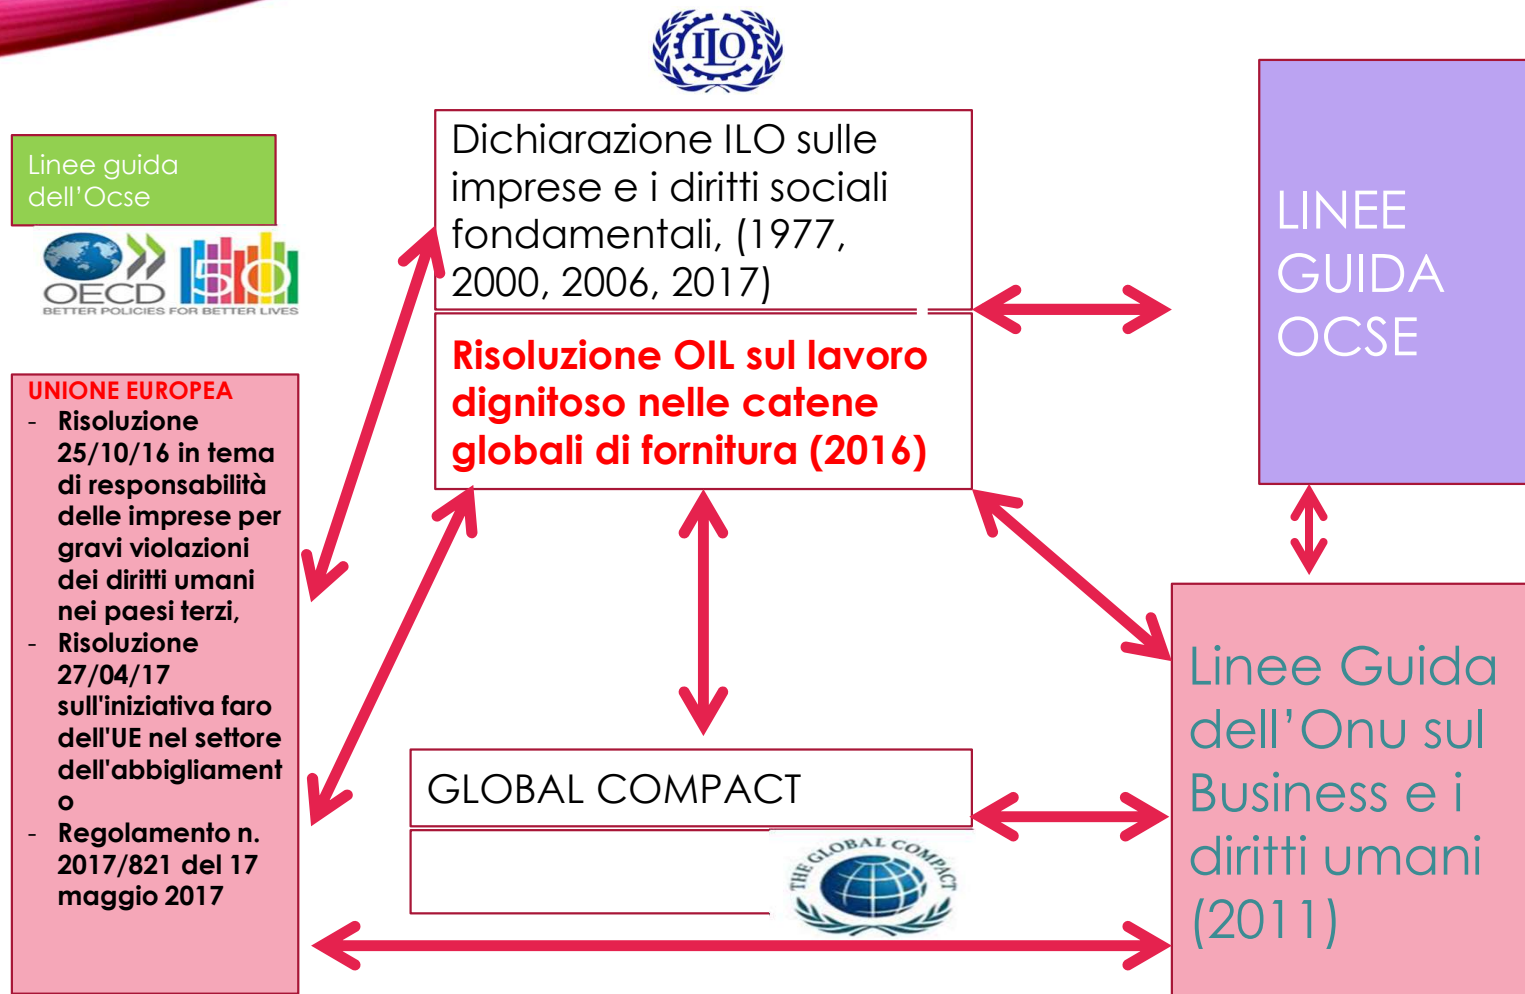 ILO
Linee guida
dell'Ocse
OECD 50
BETTER POLICIES FOR BETTER LIVES
UNIONE EUROPEA
- Risoluzione
25/10/16 in tema
di responsabilità
delle imprese per
gravi violazioni
dei diritti umani
nei paesi terzi,
- Risoluzione
27/04/17
sull'iniziativa faro
dell'UE nel settore
dell'abbigliament
o
- Regolamento n.
2017/821 del 17
maggio 2017
Dichiarazione ILO sulle
imprese e i diritti sociali
fondamentali, (1977,
2000, 2006, 2017)
Risoluzione OIL sul lavoro
dignitoso nelle catene
globali di fornitura (2016)
GLOBAL COMPACT
THE GLOBAL COMPACT
LINEE
GUIDA
OCSE
Linee Guida
dell'Onu sul
Business e i
diritti umani
(2011)